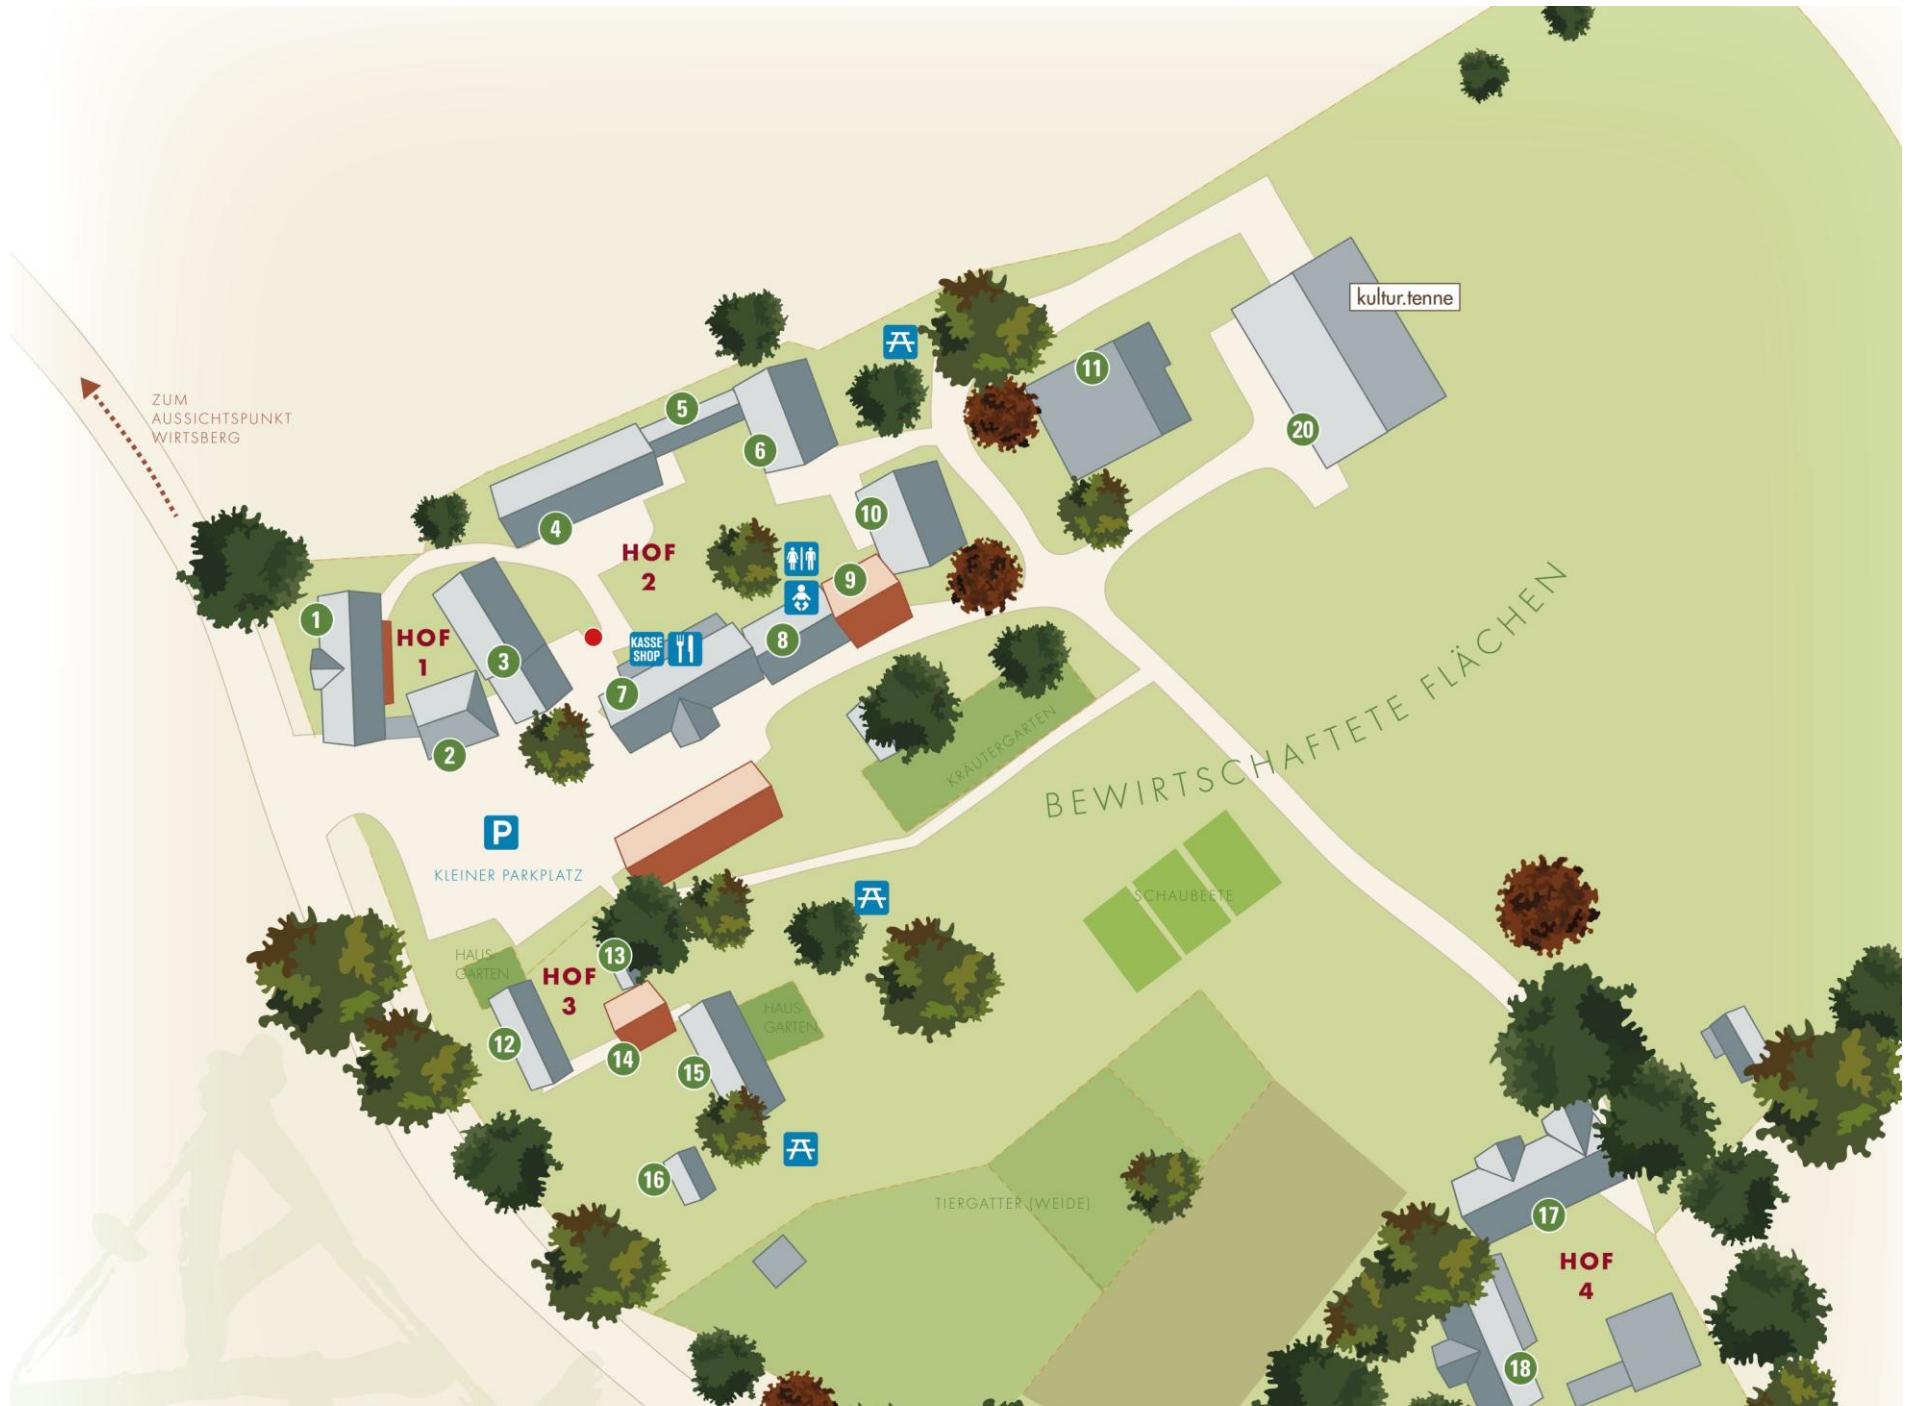 kultur.tenne
11
ZUM
AUSSICHTSPUNKT
WIRTSBERG
5
20
6
10
4
HOF
2
9
1
HOF
1
8
KASSE
SHOP
3
7
2
KRÄUTERGARTEN
BEWIRTSCHAFTETE FLÄCHEN
P
KLEINER PARKPLATZ
SCHAUBEETE
HAUS-
GARTEN
13
HOF
3
HAUS-
GARTEN
12
14
15
16
TIERGATTER (WEIDE)
17
HOF
4
18